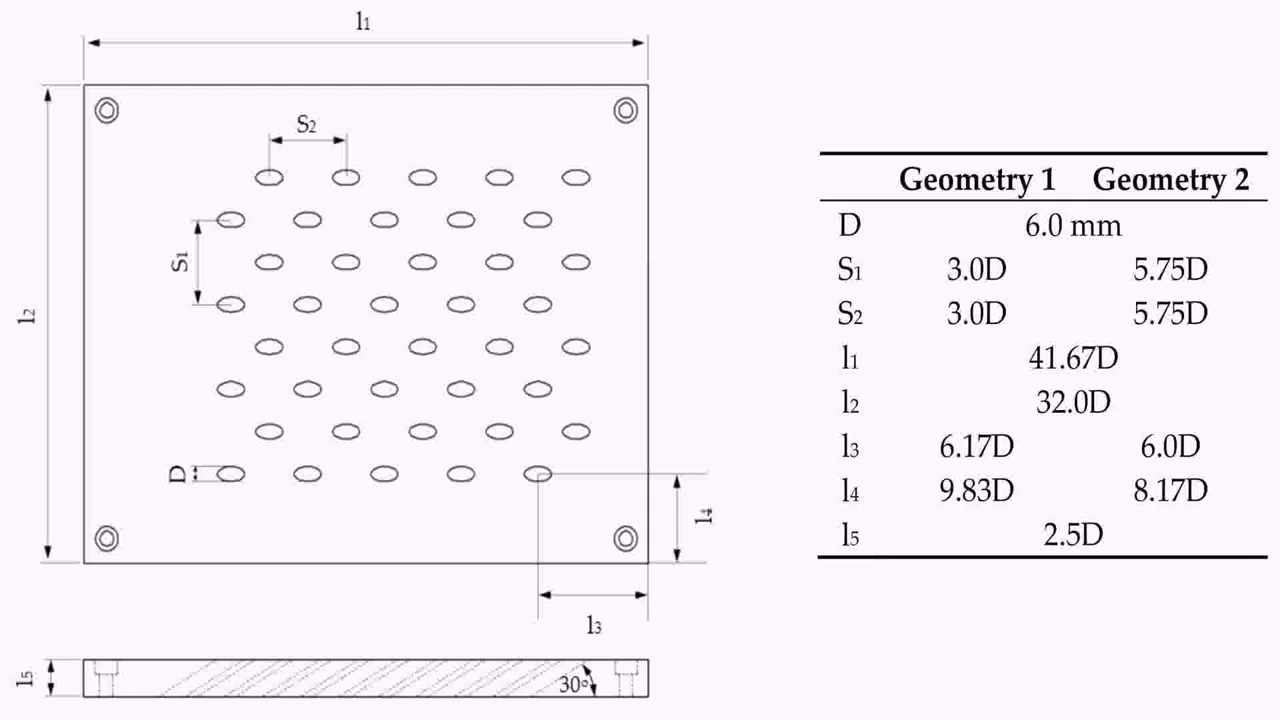 l1
S2
S1
l2
D
l4
l3
l5
30°
Geometry 1 Geometry 2
D 6.0 mm
S1 3.0D 5.75D
S2 3.0D 5.75D
l1 41.67D
l2 32.0D
l3 6.17D 6.0D
l4 9.83D 8.17D
l5 2.5D